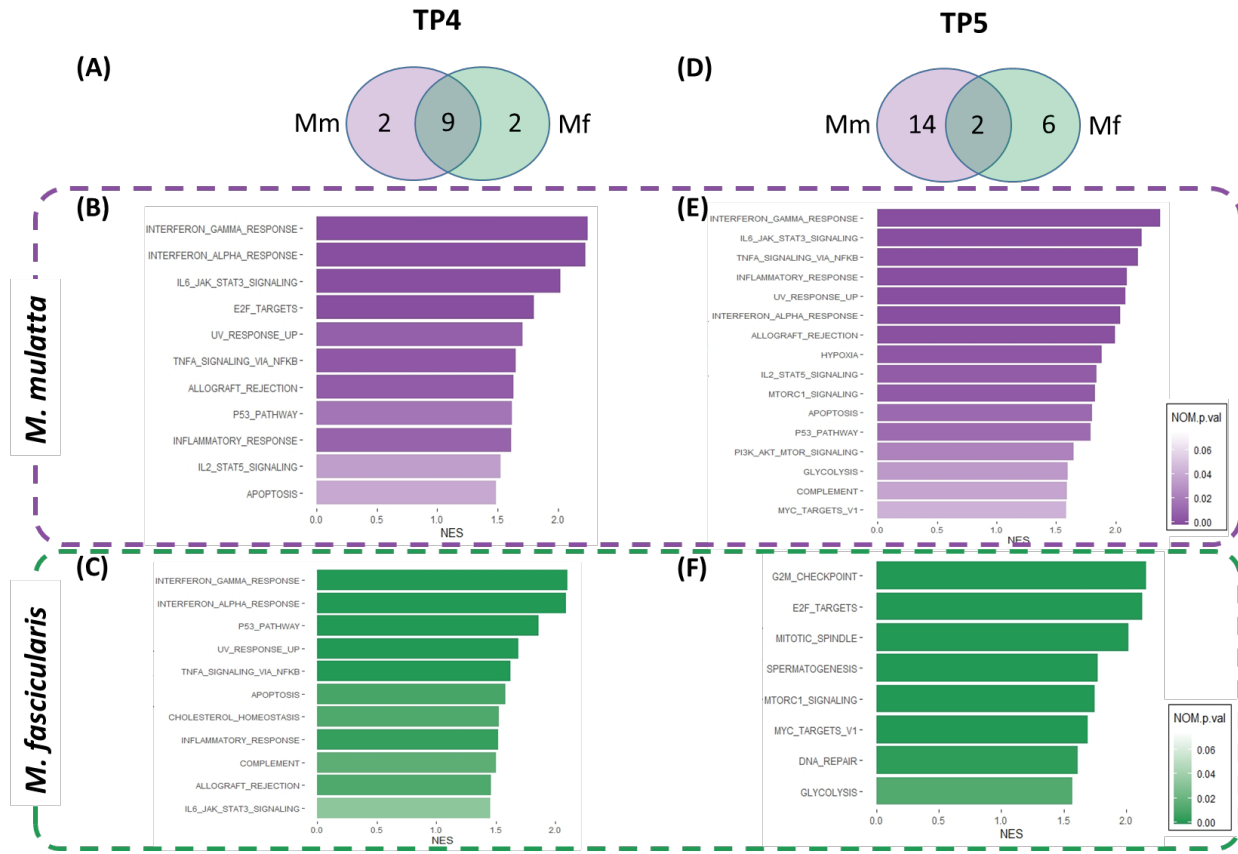 TP4
TP5
(A)
Mm 2 9 2 Mf
(D)
Mm 14 2 6 Mf
M. mulatta
(B)
INTERFERON_GAMMA_RESPONSE
INTERFERON_ALPHA_RESPONSE
IL6_JAK_STAT3_SIGNALING
E2F_TARGETS
UV_RESPONSE_UP
TNFA_SIGNALING_VIA_NFKB
ALLOGRAFT_REJECTION
P53_PATHWAY
INFLAMMATORY_RESPONSE
IL2_STAT5_SIGNALING
APOPTOSIS
0.0 0.5 1.0 1.5 2.0
NES
(E)
INTERFERON_GAMMA_RESPONSE
IL6_JAK_STAT3_SIGNALING
TNFA_SIGNALING_VIA_NFKB
INFLAMMATORY_RESPONSE
UV_RESPONSE_UP
INTERFERON_ALPHA_RESPONSE
ALLOGRAFT_REJECTION
HYPOXIA
IL2_STAT5_SIGNALING
MTORC1_SIGNALING
APOPTOSIS
P53_PATHWAY
PI3K_AKT_MTOR_SIGNALING
GLYCOLYSIS
COMPLEMENT
MYC_TARGETS_V1
0.0 0.5 1.0 1.5 2.0
NES
NOM.p.val
0.06
0.04
0.02
0.00
M. fascicularis
(C)
INTERFERON_GAMMA_RESPONSE
INTERFERON_ALPHA_RESPONSE
P53_PATHWAY
UV_RESPONSE_UP
TNFA_SIGNALING_VIA_NFKB
APOPTOSIS
CHOLESTEROL_HOMEOSTASIS
INFLAMMATORY_RESPONSE
COMPLEMENT
ALLOGRAFT_REJECTION
IL6_JAK_STAT3_SIGNALING
0.0 0.5 1.0 1.5 2.0
NES
(F)
G2M_CHECKPOINT
E2F_TARGETS
MITOTIC_SPINDLE
SPERMATOGENESIS
MTORC1_SIGNALING
MYC_TARGETS_V1
DNA_REPAIR
GLYCOLYSIS
0.0 0.5 1.0 1.5 2.0
NES
NOM.p.val
0.06
0.04
0.02
0.00